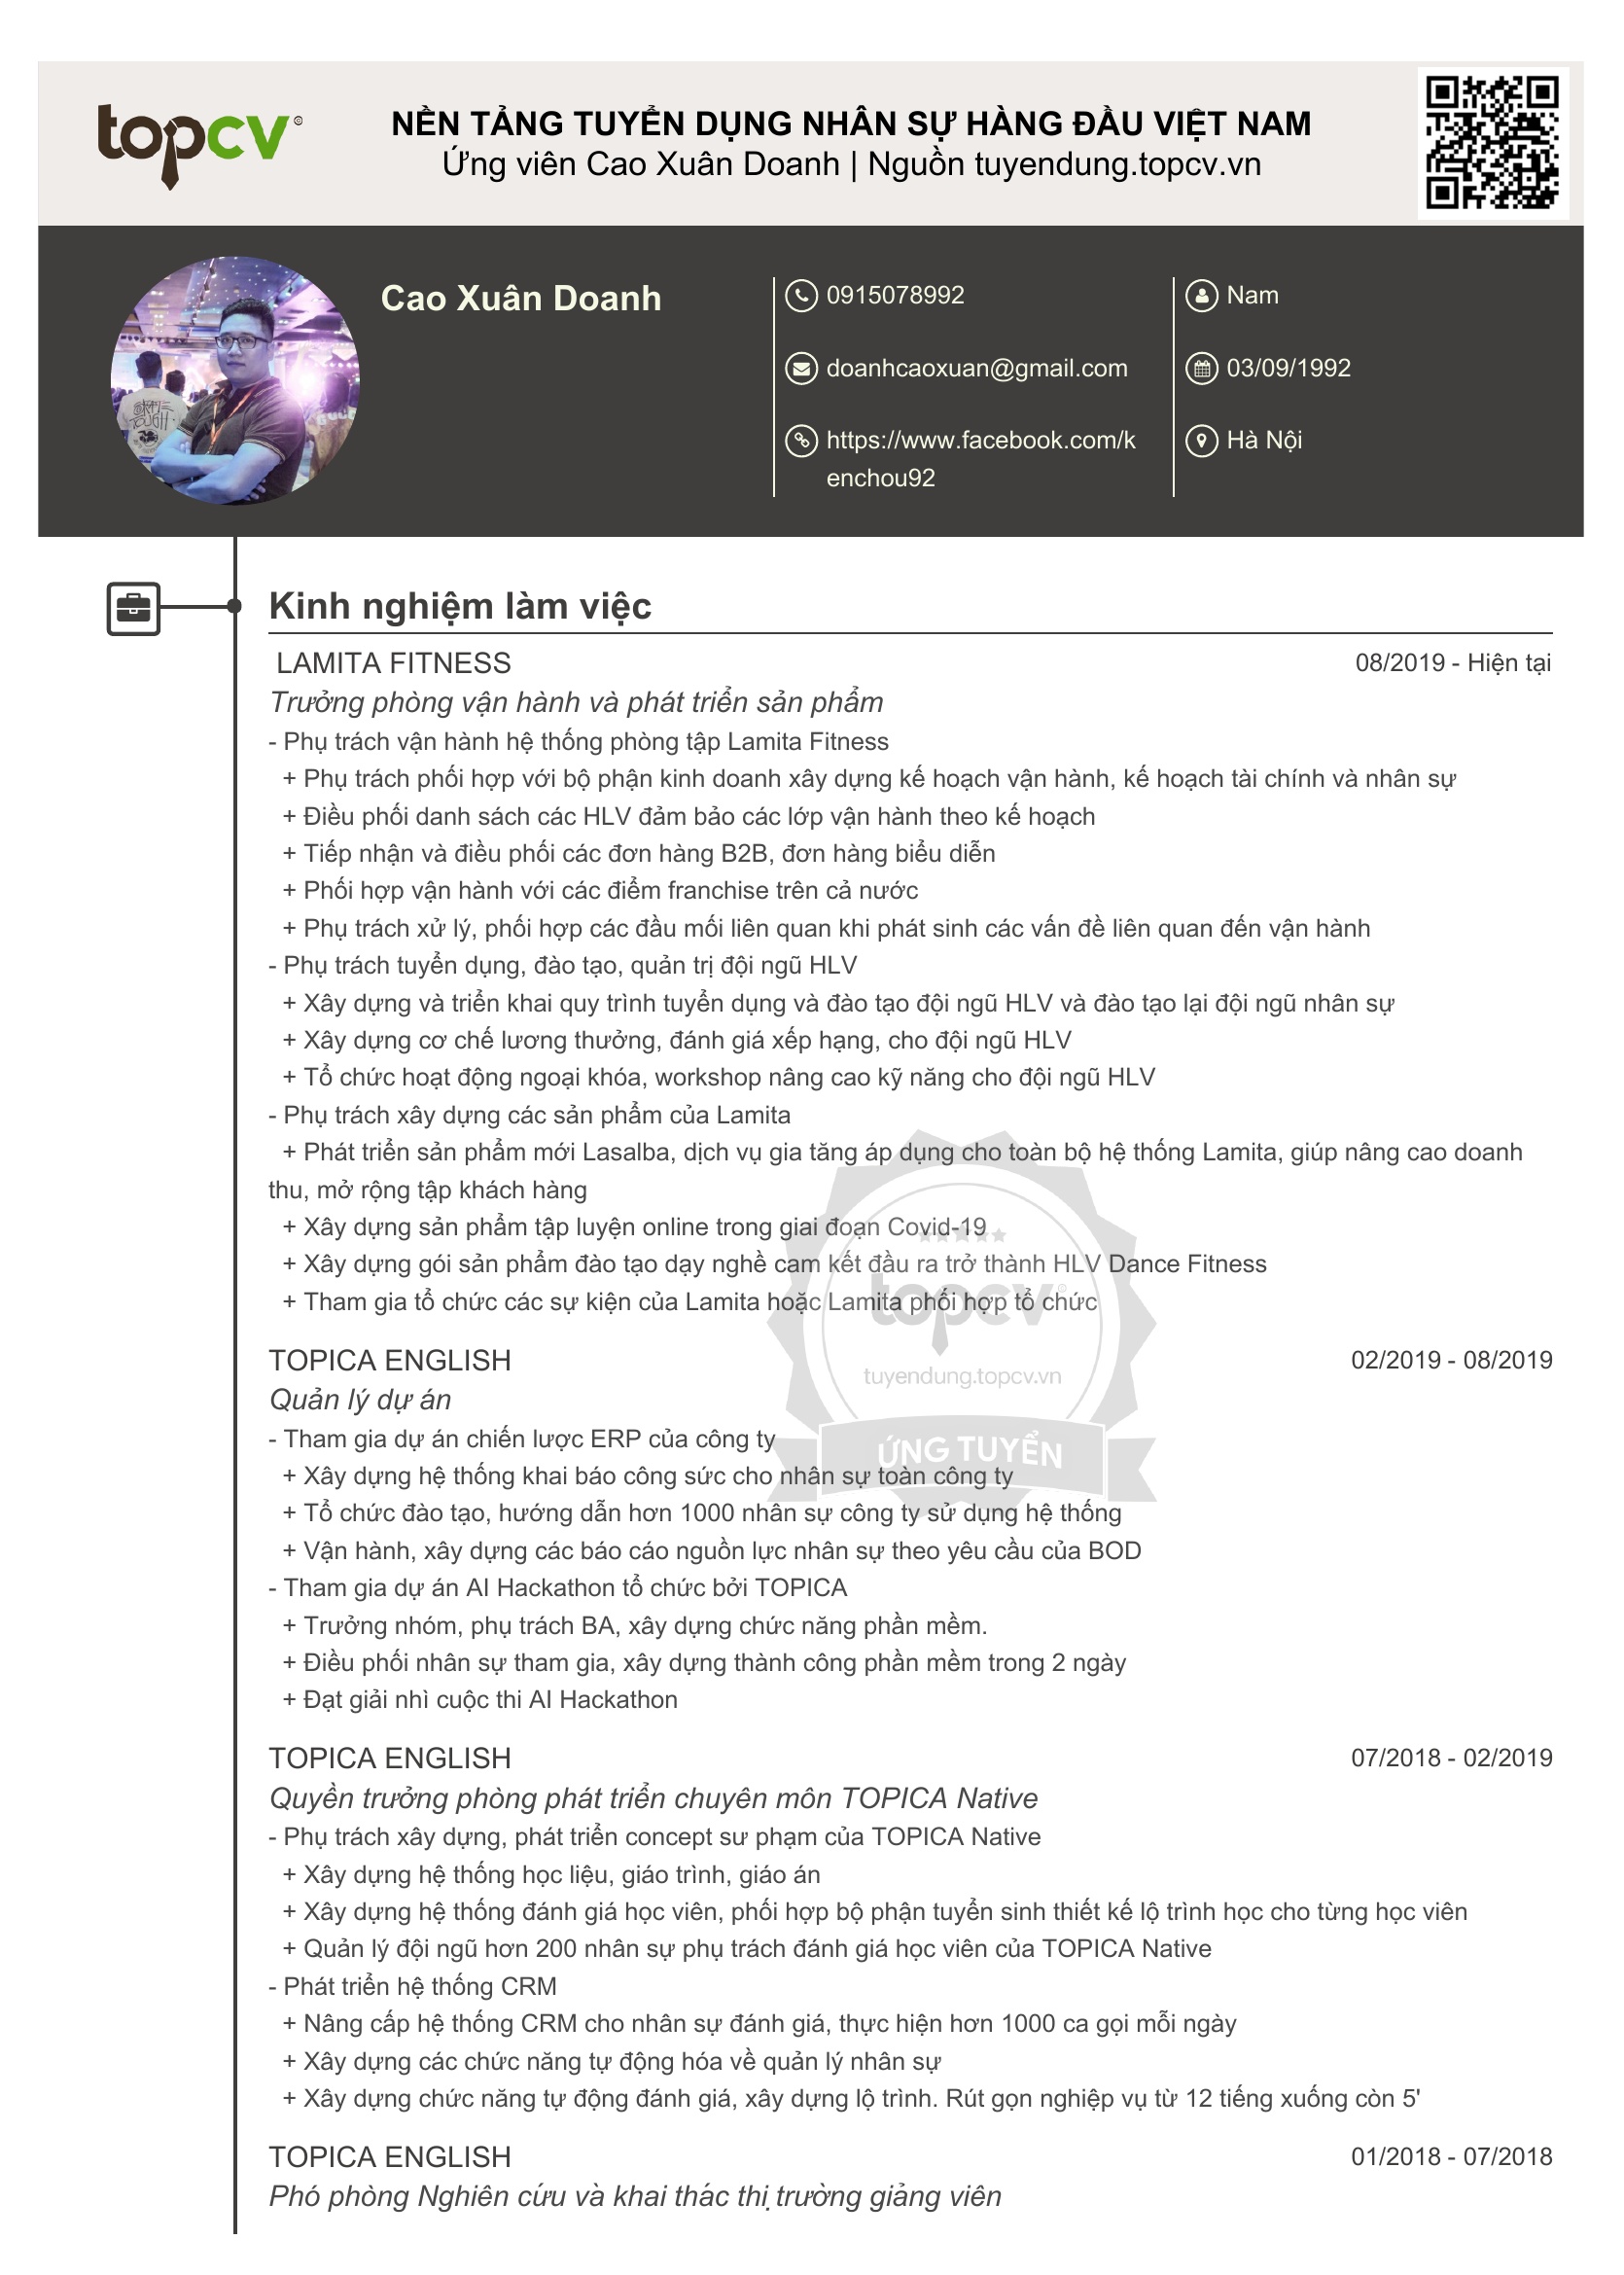 topcv®
NỀN TẢNG TUYỂN DỤNG NHÂN SỰ HÀNG ĐẦU VIỆT NAM
Ứng viên Cao Xuân Doanh | Nguồn tuyendung.topcv.vn
Cao Xuân Doanh
0915078992
doanhcaoxuan@gmail.com
https://www.facebook.com/k
enchou92
Nam
03/09/1992
Hà Nội
Kinh nghiệm làm việc
LAMITA FITNESS 08/2019 - Hiện tại
Trưởng phòng vận hành và phát triển sản phẩm
- Phụ trách vận hành hệ thống phòng tập Lamita Fitness
+ Phụ trách phối hợp với bộ phận kinh doanh xây dựng kế hoạch vận hành, kế hoạch tài chính và nhân sự
+ Điều phối danh sách các HLV đảm bảo các lớp vận hành theo kế hoạch
+ Tiếp nhận và điều phối các đơn hàng B2B, đơn hàng biểu diễn
+ Phối hợp vận hành với các điểm franchise trên cả nước
+ Phụ trách xử lý, phối hợp các đầu mối liên quan khi phát sinh các vấn đề liên quan đến vận hành
- Phụ trách tuyển dụng, đào tạo, quản trị đội ngũ HLV
+ Xây dựng và triển khai quy trình tuyển dụng và đào tạo đội ngũ HLV và đào tạo lại đội ngũ nhân sự
+ Xây dựng cơ chế lương thưởng, đánh giá xếp hạng, cho đội ngũ HLV
+ Tổ chức hoạt động ngoại khóa, workshop nâng cao kỹ năng cho đội ngũ HLV
- Phụ trách xây dựng các sản phẩm của Lamita
+ Phát triển sản phẩm mới Lasalba, dịch vụ gia tăng áp dụng cho toàn bộ hệ thống Lamita, giúp nâng cao doanh
thu, mở rộng tập khách hàng
+ Xây dựng sản phẩm tập luyện online trong giai đoạn Covid-19
+ Xây dựng gói sản phẩm đào tạo dạy nghề cam kết đầu ra trở thành HLV Dance Fitness
+ Tham gia tổ chức các sự kiện của Lamita hoặc Lamita phối hợp tổ chức
topcv®
tuyendung.topcv.vn
ỨNG TUYỂN
TOPICA ENGLISH 02/2019 - 08/2019
Quản lý dự án
- Tham gia dự án chiến lược ERP của công ty
+ Xây dựng hệ thống khai báo công sức cho nhân sự toàn công ty
+ Tổ chức đào tạo, hướng dẫn hơn 1000 nhân sự công ty sử dụng hệ thống
+ Vận hành, xây dựng các báo cáo nguồn lực nhân sự theo yêu cầu của BOD
- Tham gia dự án AI Hackathon tổ chức bởi TOPICA
+ Trưởng nhóm, phụ trách BA, xây dựng chức năng phần mềm.
+ Điều phối nhân sự tham gia, xây dựng thành công phần mềm trong 2 ngày
+ Đạt giải nhì cuộc thi AI Hackathon
TOPICA ENGLISH 07/2018 - 02/2019
Quyền trưởng phòng phát triển chuyên môn TOPICA Native
- Phụ trách xây dựng, phát triển concept sư phạm của TOPICA Native
+ Xây dựng hệ thống học liệu, giáo trình, giáo án
+ Xây dựng hệ thống đánh giá học viên, phối hợp bộ phận tuyển sinh thiết kế lộ trình học cho từng học viên
+ Quản lý đội ngũ hơn 200 nhân sự phụ trách đánh giá học viên của TOPICA Native
- Phát triển hệ thống CRM
+ Nâng cấp hệ thống CRM cho nhân sự đánh giá, thực hiện hơn 1000 ca gọi mỗi ngày
+ Xây dựng các chức năng tự động hóa về quản lý nhân sự
+ Xây dựng chức năng tự động đánh giá, xây dựng lộ trình. Rút gọn nghiệp vụ từ 12 tiếng xuống còn 5'
TOPICA ENGLISH 01/2018 - 07/2018
Phó phòng Nghiên cứu và khai thác thị trường giảng viên